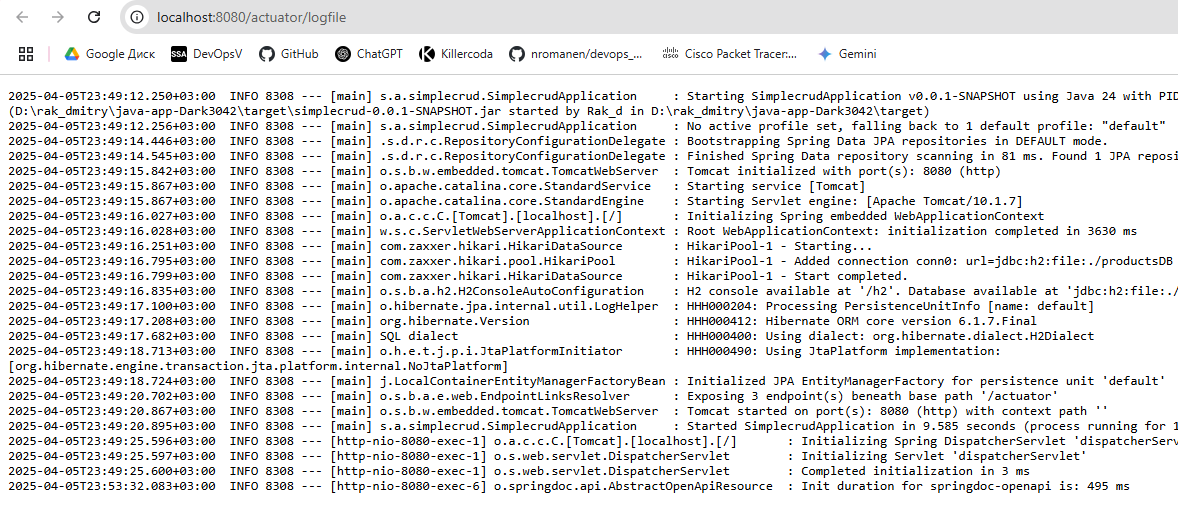 localhost:8080/actuator/logfile
Google Диск DevOpsV GitHub ChatGPT Killercoda nromanen/devops_... Cisco Packet Tracer:... Gemini
2025-04-05T23:49:12.250+03:00 INFO 8308 --- [main] s.a.simplecrud.SimplecrudApplication : Starting SimplecrudApplication v0.0.1-SNAPSHOT using Java 24 with PID
(D:\rak_dmitry\java-app-Dark3042\target\simplecrud-0.0.1-SNAPSHOT.jar started by Rak_d in D:\rak_dmitry\java-app-Dark3042\target)
2025-04-05T23:49:12.256+03:00 INFO 8308 --- [main] s.a.simplecrud.SimplecrudApplication : No active profile set, falling back to 1 default profile: "default"
2025-04-05T23:49:14.446+03:00 INFO 8308 --- [main] .s.d.r.c.RepositoryConfigurationDelegate : Bootstrapping Spring Data JPA repositories in DEFAULT mode.
2025-04-05T23:49:14.545+03:00 INFO 8308 --- [main] .s.d.r.c.RepositoryConfigurationDelegate : Finished Spring Data repository scanning in 81 ms. Found 1 JPA reposi
2025-04-05T23:49:15.842+03:00 INFO 8308 --- [main] o.s.b.w.embedded.tomcat.TomcatWebServer : Tomcat initialized with port(s): 8080 (http)
2025-04-05T23:49:15.867+03:00 INFO 8308 --- [main] o.apache.catalina.core.StandardService : Starting service [Tomcat]
2025-04-05T23:49:15.867+03:00 INFO 8308 --- [main] o.apache.catalina.core.StandardEngine : Starting Servlet engine: [Apache Tomcat/10.1.7]
2025-04-05T23:49:16.027+03:00 INFO 8308 --- [main] o.a.c.c.C.[Tomcat].[localhost].[/] : Initializing Spring embedded WebApplicationContext
2025-04-05T23:49:16.028+03:00 INFO 8308 --- [main] w.s.c.ServletWebServerApplicationContext : Root WebApplicationContext: initialization completed in 3630 ms
2025-04-05T23:49:16.251+03:00 INFO 8308 --- [main] com.zaxxer.hikari.HikariDataSource : HikariPool-1 - Starting...
2025-04-05T23:49:16.795+03:00 INFO 8308 --- [main] com.zaxxer.hikari.pool.HikariPool : HikariPool-1 - Added connection conn0: url=jdbc:h2:file:./productsDB
2025-04-05T23:49:16.799+03:00 INFO 8308 --- [main] com.zaxxer.hikari.HikariDataSource : HikariPool-1 - Start completed.
2025-04-05T23:49:16.835+03:00 INFO 8308 --- [main] o.s.b.a.h2.H2ConsoleAutoConfiguration : H2 console available at '/h2'. Database available at 'jdbc:h2:file:./
2025-04-05T23:49:17.100+03:00 INFO 8308 --- [main] o.hibernate.jpa.internal.util.LogHelper : HHH000204: Processing PersistenceUnitInfo [name: default]
2025-04-05T23:49:17.208+03:00 INFO 8308 --- [main] org.hibernate.Version : HHH000412: Hibernate ORM core version 6.1.7.Final
2025-04-05T23:49:17.682+03:00 INFO 8308 --- [main] SQL dialect : HHH000400: Using dialect: org.hibernate.dialect.H2Dialect
2025-04-05T23:49:18.713+03:00 INFO 8308 --- [main] o.h.e.t.j.p.i.JtaPlatformInitiator : HHH000490: Using JtaPlatform implementation:
[org.hibernate.engine.transaction.jta.platform.internal.NoJtaPlatform]
2025-04-05T23:49:18.724+03:00 INFO 8308 --- [main] j.LocalContainerEntityManagerFactoryBean : Initialized JPA EntityManagerFactory for persistence unit 'default'
2025-04-05T23:49:20.702+03:00 INFO 8308 --- [main] o.s.b.a.e.web.EndpointLinksResolver : Exposing 3 endpoint(s) beneath base path '/actuator'
2025-04-05T23:49:20.867+03:00 INFO 8308 --- [main] o.s.b.w.embedded.tomcat.TomcatWebServer : Tomcat started on port(s): 8080 (http) with context path ''
2025-04-05T23:49:20.895+03:00 INFO 8308 --- [main] s.a.simplecrud.SimplecrudApplication : Started SimplecrudApplication in 9.585 seconds (process running for 1
2025-04-05T23:49:25.596+03:00 INFO 8308 --- [http-nio-8080-exec-1] o.a.c.c.C.[Tomcat].[localhost].[/] : Initializing Spring DispatcherServlet 'dispatcherServ
2025-04-05T23:49:25.597+03:00 INFO 8308 --- [http-nio-8080-exec-1] o.s.web.servlet.DispatcherServlet : Initializing Servlet 'dispatcherServlet'
2025-04-05T23:49:25.600+03:00 INFO 8308 --- [http-nio-8080-exec-1] o.s.web.servlet.DispatcherServlet : Completed initialization in 3 ms
2025-04-05T23:53:32.083+03:00 INFO 8308 --- [http-nio-8080-exec-6] o.springdoc.api.AbstractOpenApiResource : Init duration for springdoc-openapi is: 495 ms